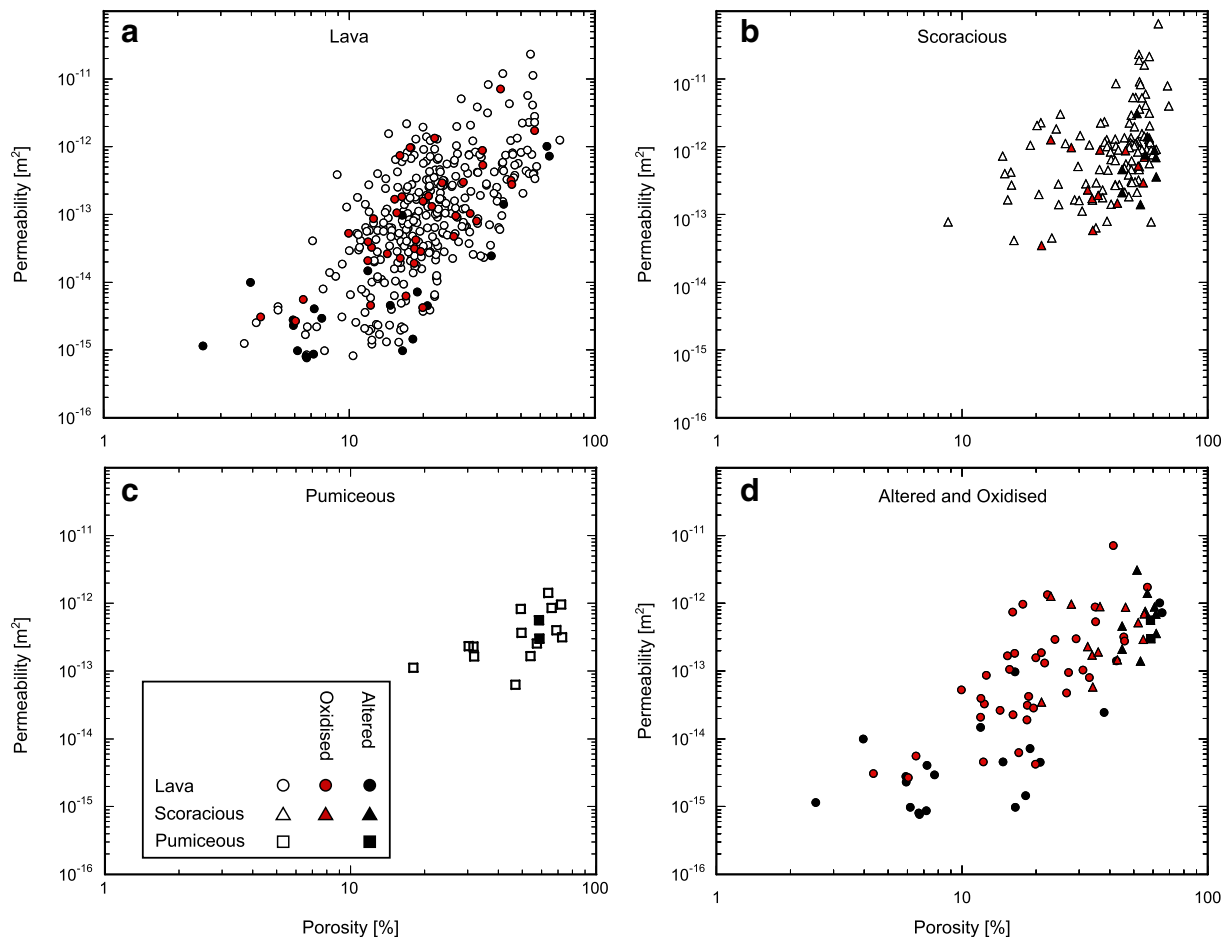 a
Lava
Permeability [m²]
10⁻¹¹
10⁻¹²
10⁻¹³
10⁻¹⁴
10⁻¹⁵
10⁻¹⁶
1 10 100
b
Scoracious
Permeability [m²]
10⁻¹¹
10⁻¹²
10⁻¹³
10⁻¹⁴
10⁻¹⁵
10⁻¹⁶
1 10 100
c
Pumiceous
Permeability [m²]
10⁻¹¹
10⁻¹²
10⁻¹³
10⁻¹⁴
10⁻¹⁵
10⁻¹⁶
Oxidised
Altered
Lava
Scoracious
Pumiceous
1 10 100
Porosity [%]
d
Altered and Oxidised
Permeability [m²]
10⁻¹¹
10⁻¹²
10⁻¹³
10⁻¹⁴
10⁻¹⁵
10⁻¹⁶
1 10 100
Porosity [%]